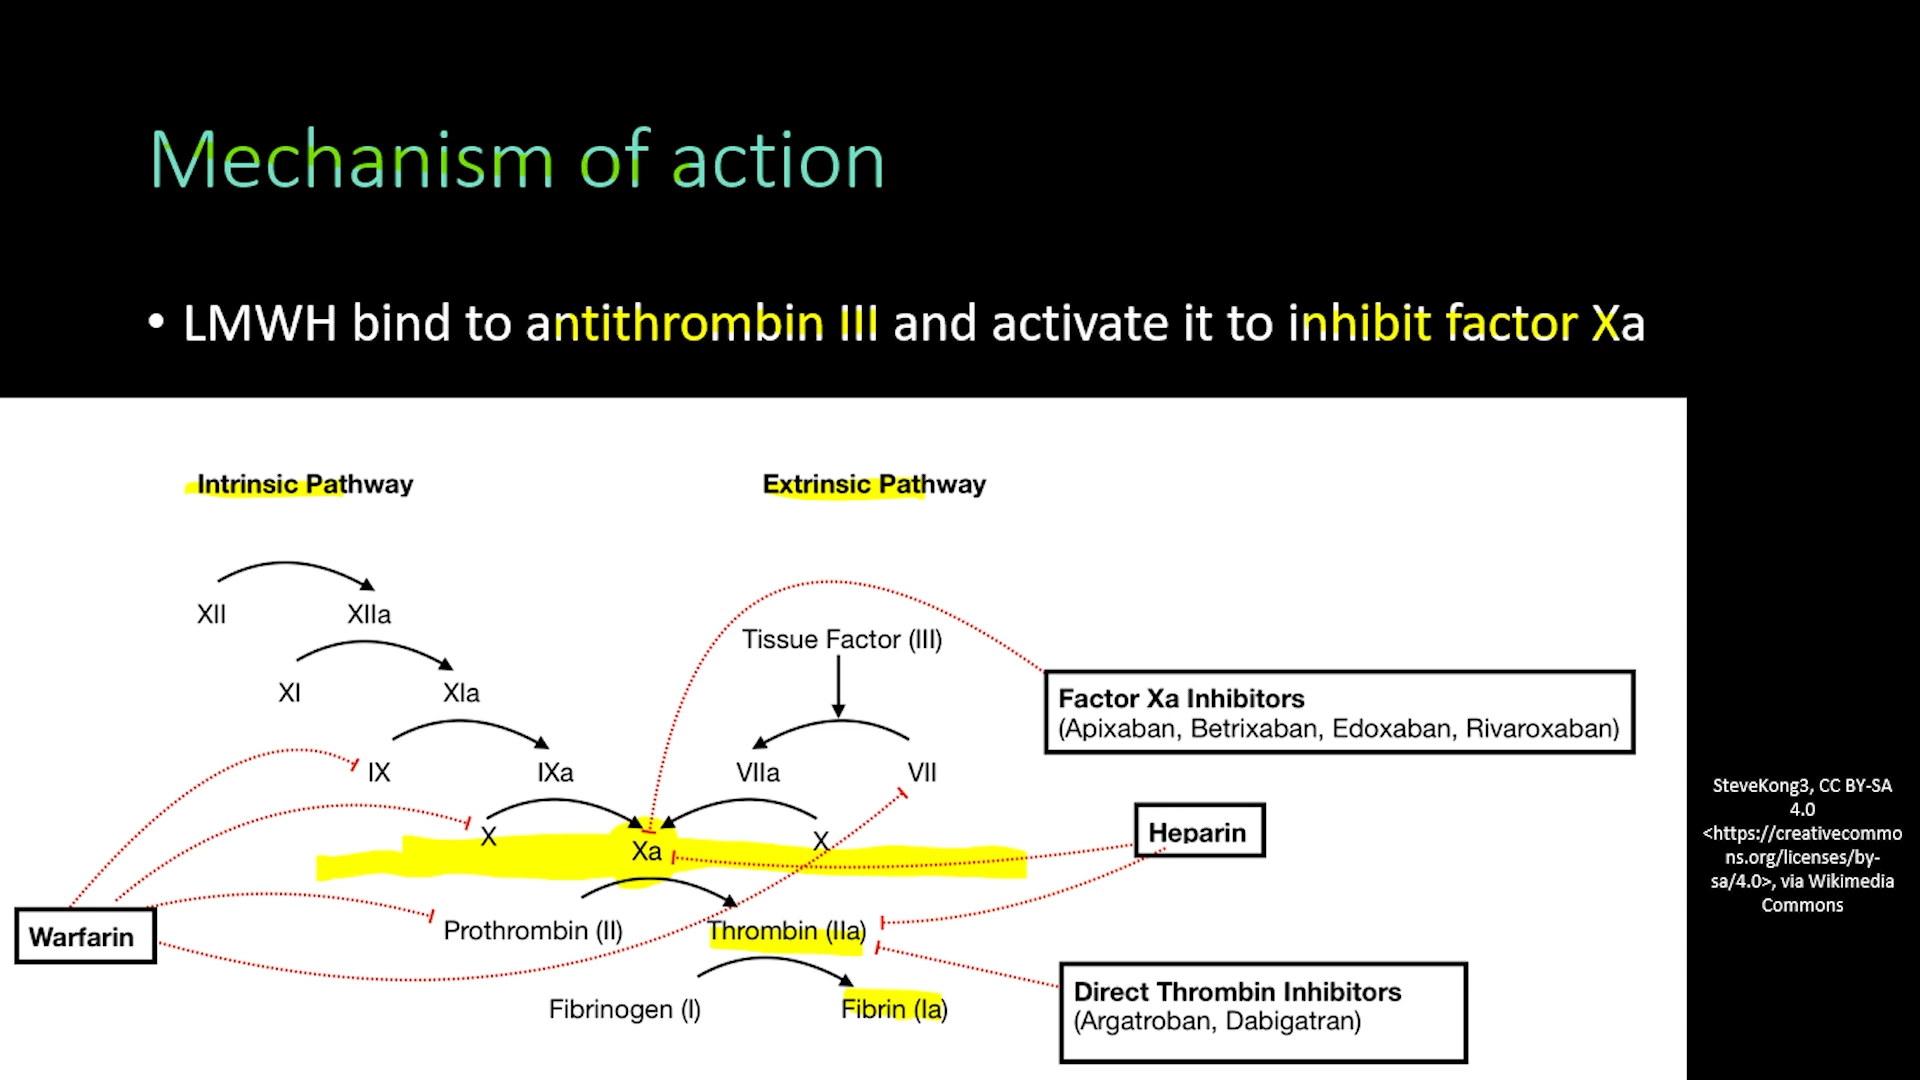 Mechanism of action
• LMWH bind to antithrombin III and activate it to inhibit factor Xa
Intrinsic Pathway
Extrinsic Pathway
XII
XIIa
Tissue Factor (III)
XI
XIa
Factor Xa Inhibitors
(Apixaban, Betrixaban, Edoxaban, Rivaroxaban)
IX
IXa
VIIa
VII
X
Xa
X
Heparin
Warfarin
Prothrombin (II)
Thrombin (IIa)
Fibrinogen (I)
Fibrin (Ia)
Direct Thrombin Inhibitors
(Argatroban, Dabigatran)
SteveKong3, CC BY-SA
4.0
<https://creativecommo
ns.org/licenses/by-
sa/4.0>, via Wikimedia
Commons